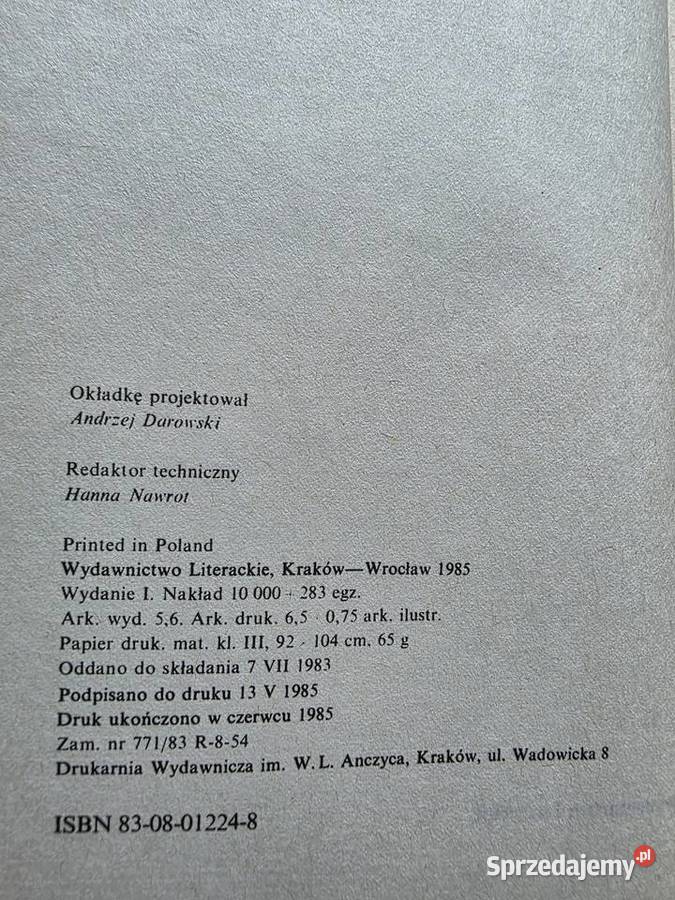 Okładkę projektował
Andrzej Darowski
Redaktor techniczny
Hanna Nawrot
Printed in Poland
Wydawnictwo Literackie, Kraków—Wrocław 1985
Wydanie I. Nakład 10 000 + 283 egz.
Ark. wyd. 5,6. Ark. druk. 6,5 + 0,75 ark. ilustr.
Papier druk. mat. kl. III, 92 × 104 cm, 65 g
Oddano do składania 7 VII 1983
Podpisano do druku 13 V 1985
Druk ukończono w czerwcu 1985
Zam. nr 771/83 R-8-54
Drukarnia Wydawnicza im. W. L. Anczyca, Kraków, ul. Wadowicka 8
ISBN 83-08-01224-8
Sprzedajemy.pl